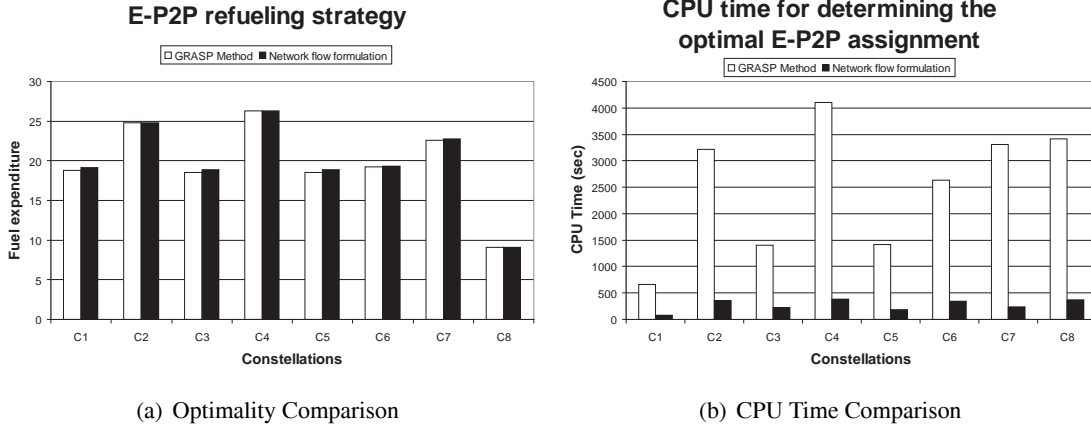 E-P2P refueling strategy
GRASP Method Network flow formulation
Fuel expenditure
30
25
20
15
10
5
0
C1 C2 C3 C4 C5 C6 C7 C8
Constellations
(a) Optimality Comparison
CPU time for determining the
optimal E-P2P assignment
GRASP Method Network flow formulation
CPU Time (sec)
4500
4000
3500
3000
2500
2000
1500
1000
500
0
C1 C2 C3 C4 C5 C6 C7 C8
Constellations
(b) CPU Time Comparison